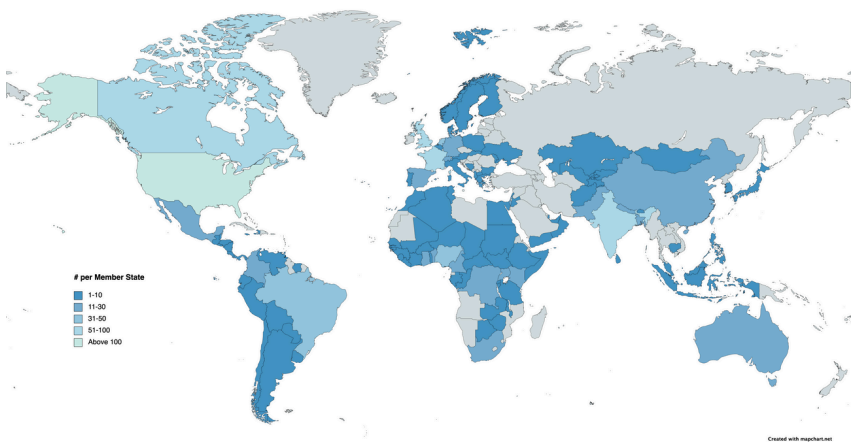 # per Member State
1-10
11-30
31-50
51-100
Above 100
Created with mapchart.net